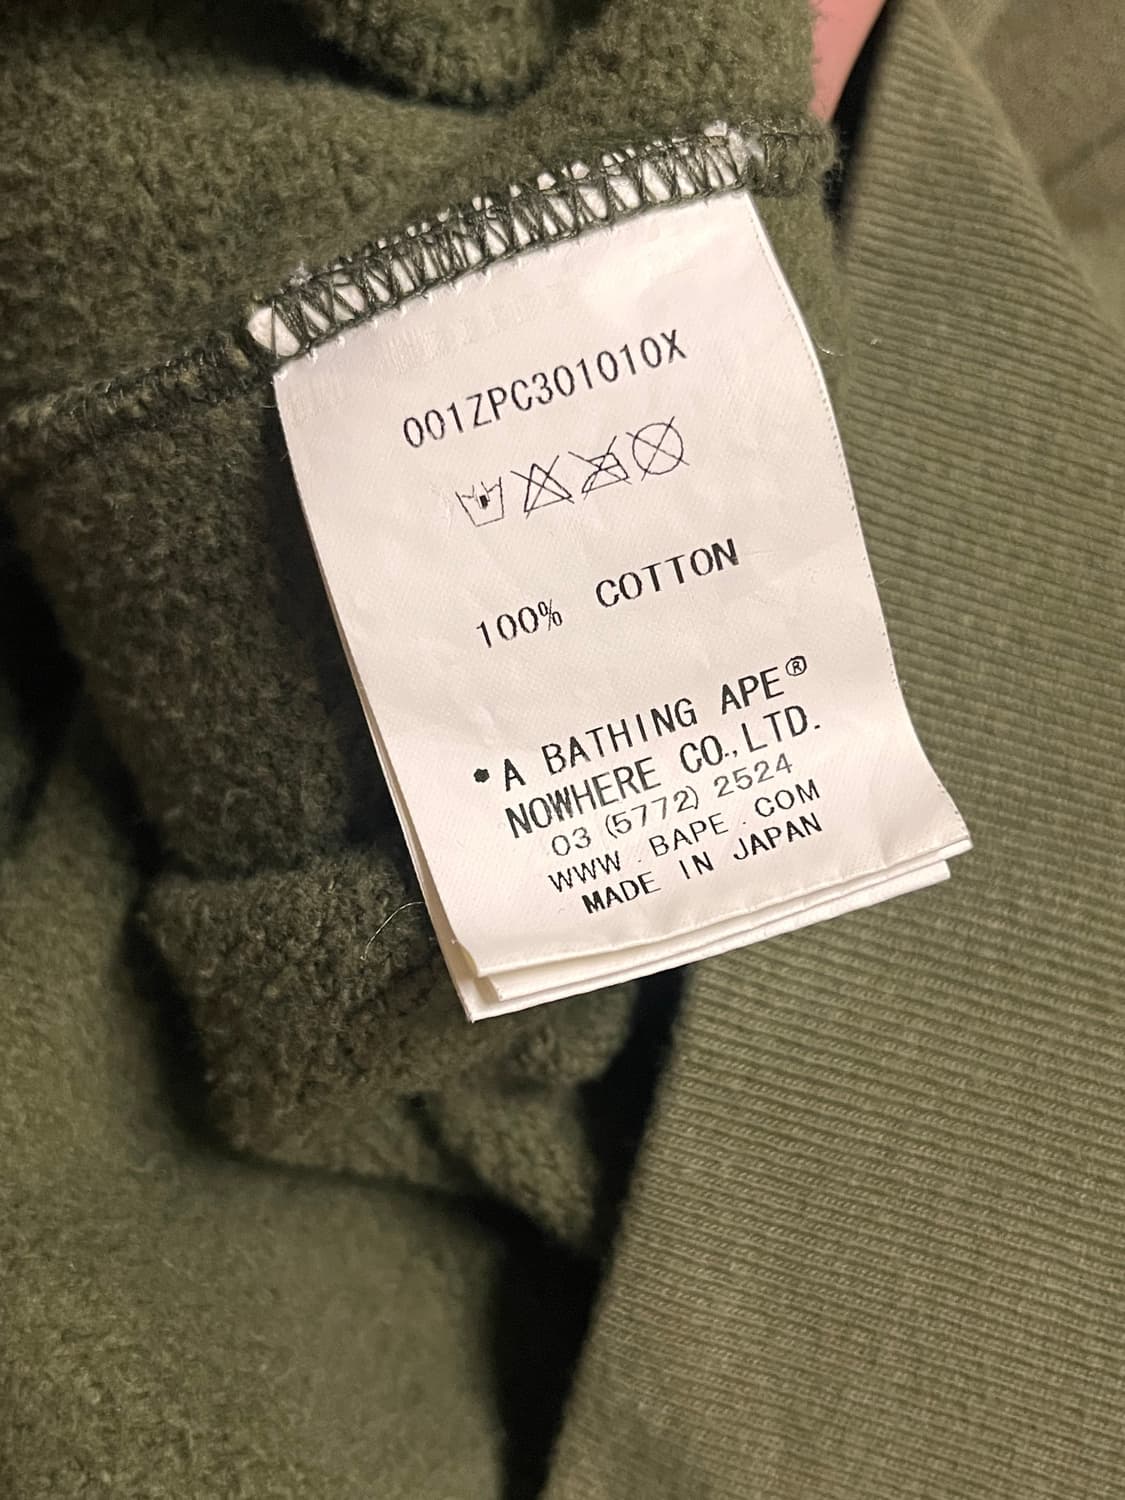 001ZPC301010X
100% COTTON
•A BATHING APE®
NOWHERE CO.,LTD.
03 (5772) 2524
WWW . BAPE . COM
MADE IN JAPAN